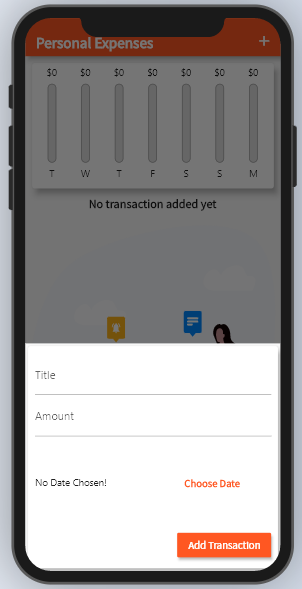 Personal Expenses +
$0 $0 $0 $0 $0 $0 $0
T W T F S S M
No transaction added yet
Title
Amount
No Date Chosen! Choose Date
Add Transaction